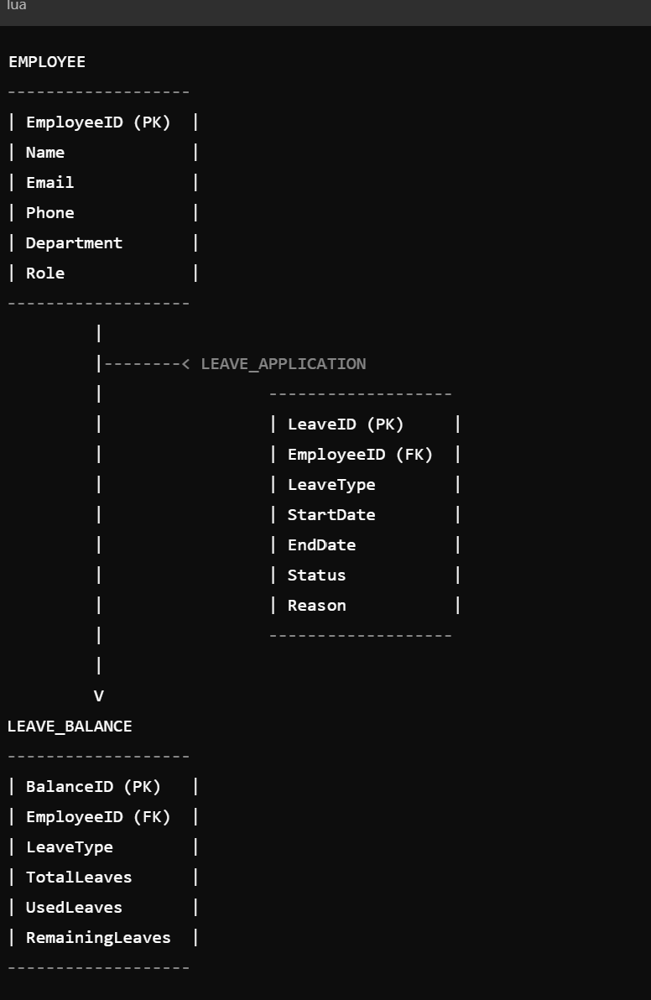 lua
EMPLOYEE
-------------------
| EmployeeID (PK)  |
| Name             |
| Email            |
| Phone            |
| Department       |
| Role             |
-------------------
         |
         |--------< LEAVE_APPLICATION
         |                 -------------------
         |                 | LeaveID (PK)     |
         |                 | EmployeeID (FK)  |
         |                 | LeaveType        |
         |                 | StartDate        |
         |                 | EndDate          |
         |                 | Status           |
         |                 | Reason           |
         |                 -------------------
         |
         V
LEAVE_BALANCE
-------------------
| BalanceID (PK)   |
| EmployeeID (FK)  |
| LeaveType        |
| TotalLeaves      |
| UsedLeaves       |
| RemainingLeaves  |
-------------------